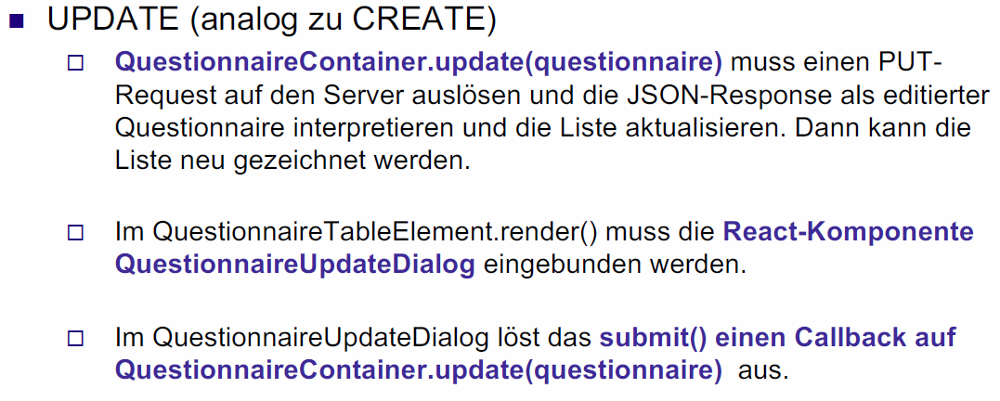 UPDATE (analog zu CREATE)
QuestionnaireContainer.update(questionnaire) muss einen PUT-
Request auf den Server auslösen und die JSON-Response als editierter
Questionnaire interpretieren und die Liste aktualisieren. Dann kann die
Liste neu gezeichnet werden.
Im QuestionnaireTableElement.render() muss die React-Komponente
QuestionnaireUpdateDialog eingebunden werden.
Im QuestionnaireUpdateDialog löst das submit() einen Callback auf
QuestionnaireContainer.update(questionnaire) aus.